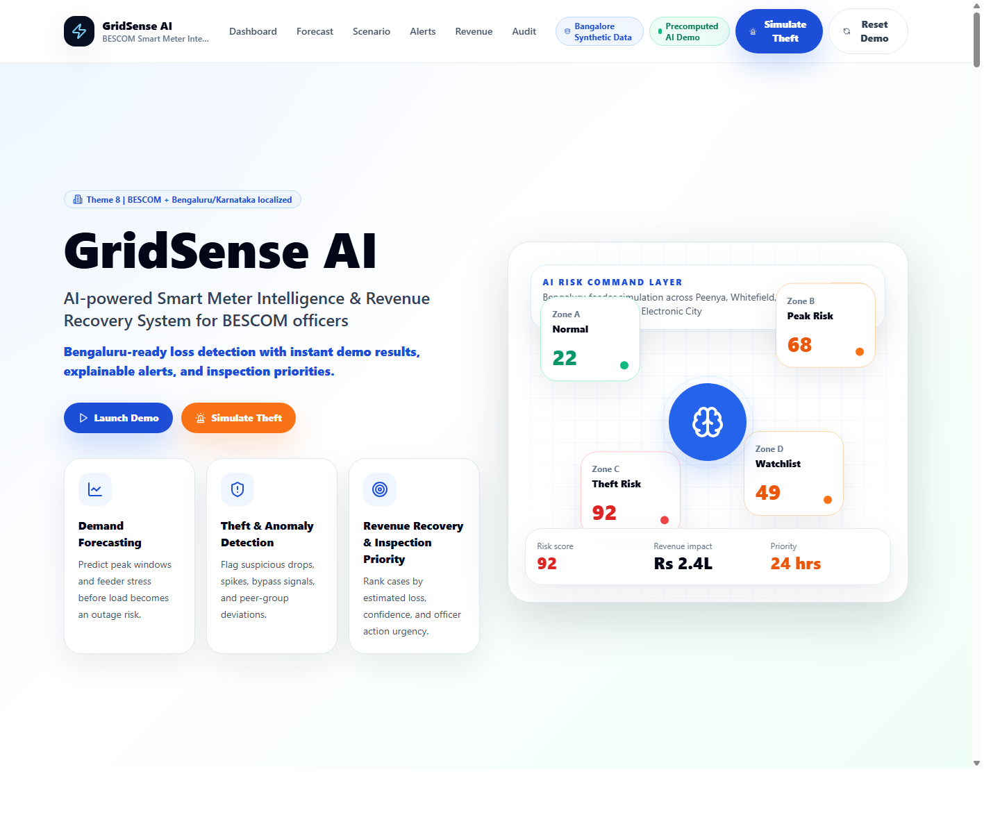 GridSense AI
BESCOM Smart Meter Inte...
Dashboard
Forecast
Scenario
Alerts
Revenue
Audit
Bangalore
Synthetic Data
Precomputed
AI Demo
Simulate
Theft
Reset
Demo
Theme 8 | BESCOM + Bengaluru/Karnataka localized
GridSense AI
AI-powered Smart Meter Intelligence & Revenue
Recovery System for BESCOM officers
Bengaluru-ready loss detection with instant demo results,
explainable alerts, and inspection priorities.
Launch Demo
Simulate Theft
Demand
Forecasting
Predict peak windows
and feeder stress
before load becomes
an outage risk.
Theft & Anomaly
Detection
Flag suspicious drops,
spikes, bypass signals,
and peer-group
deviations.
Revenue Recovery
& Inspection
Priority
Rank cases by
estimated loss,
confidence, and officer
action urgency.
AI RISK COMMAND LAYER
Bengaluru feeder simulation across Peenya, Whitefield,
Electronic City
Zone A
Normal
22
Zone B
Peak Risk
68
Zone C
Theft Risk
92
Zone D
Watchlist
49
Risk score
92
Revenue impact
Rs 2.4L
Priority
24 hrs